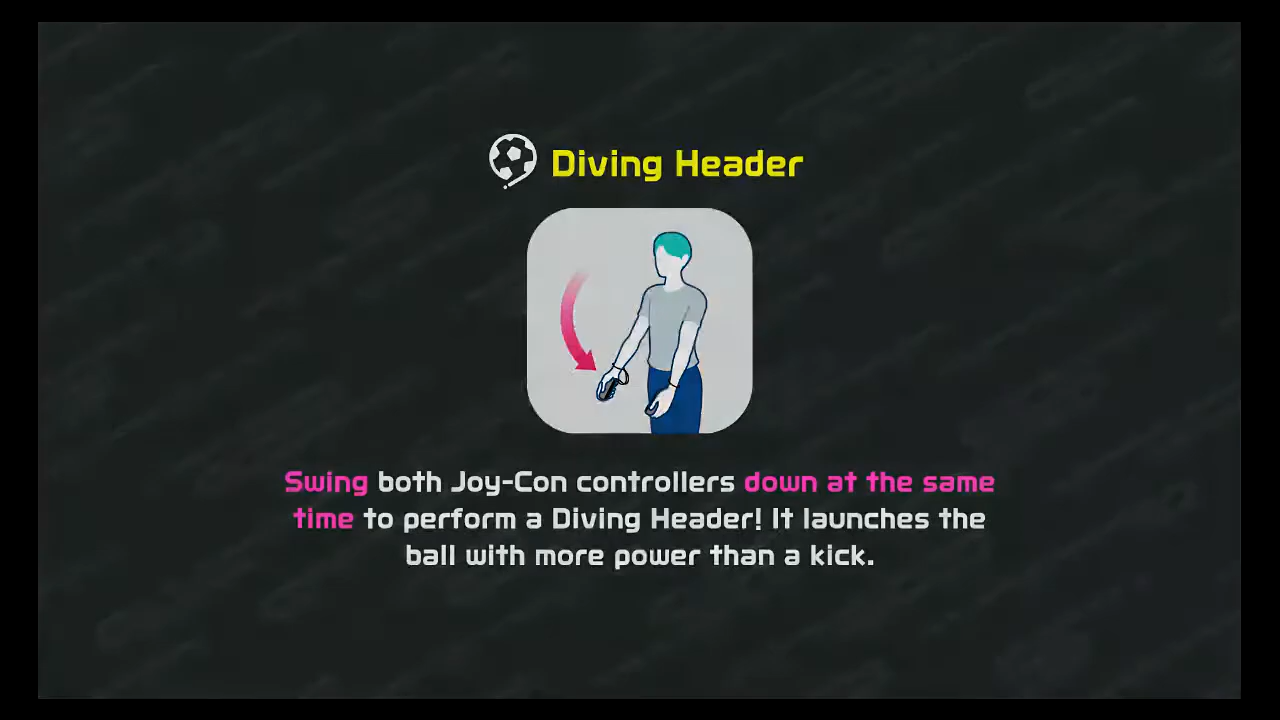 Diving Header
Swing both Joy-Con controllers down at the same
time to perform a Diving Header! It launches the
ball with more power than a kick.